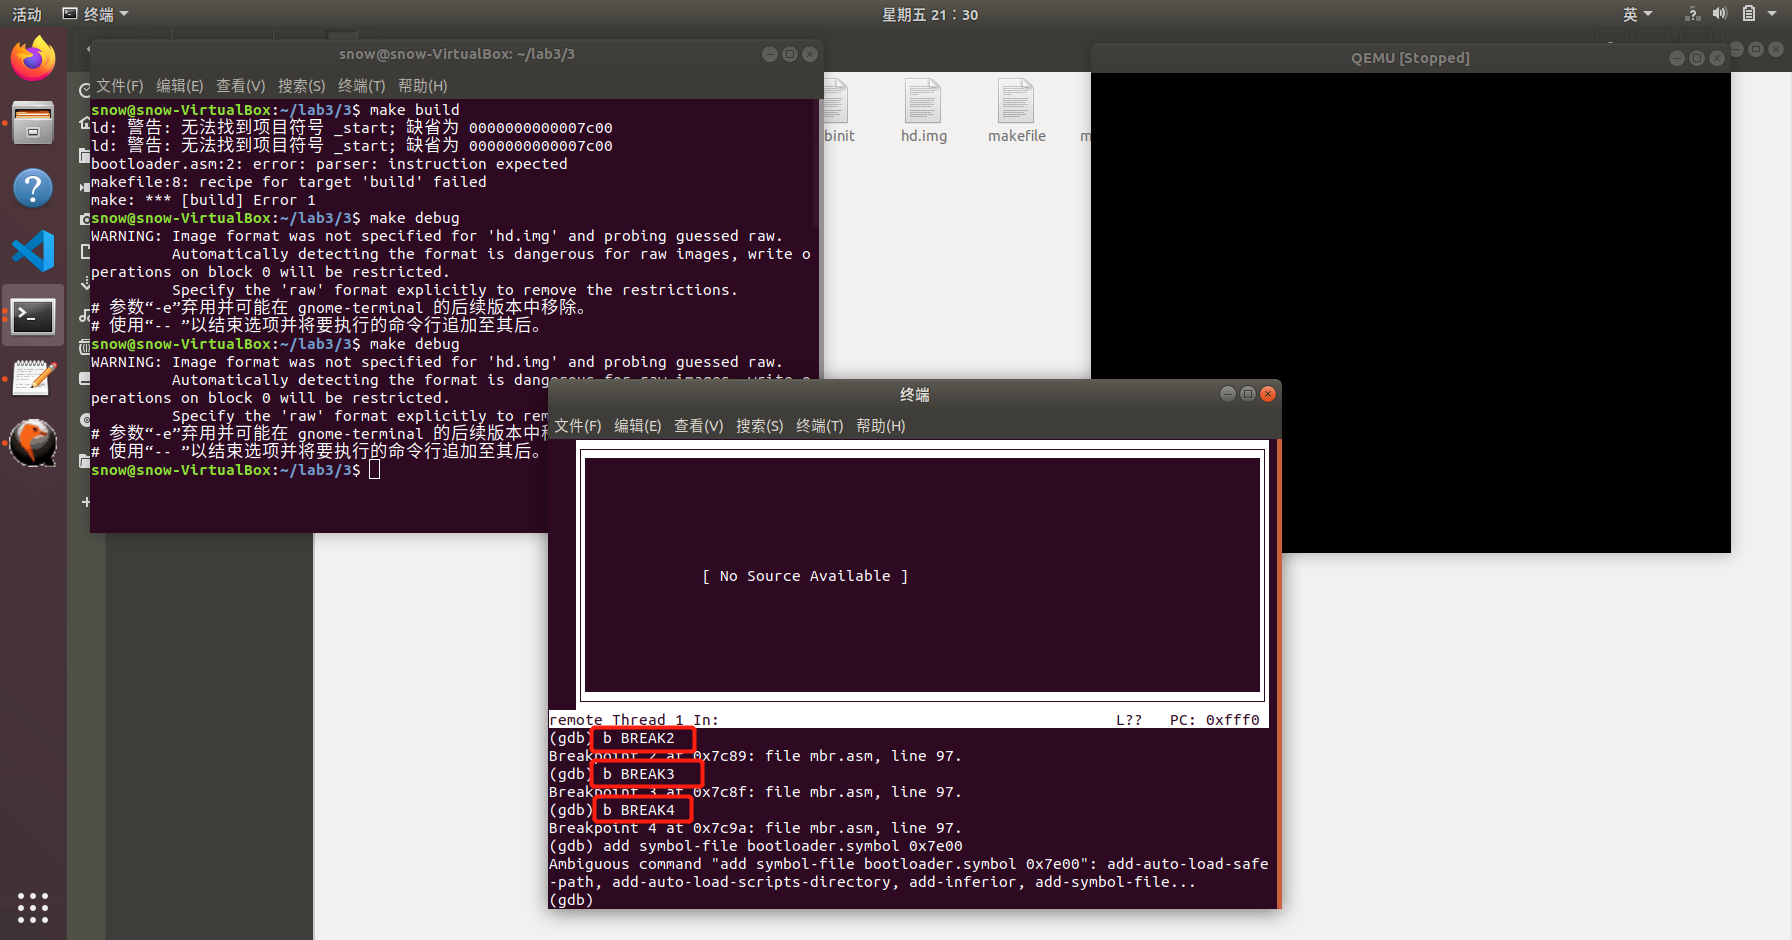 活动 终端 星期五 21：30 英
snow@snow-VirtualBox: ~/lab3/3
文件(F) 编辑(E) 查看(V) 搜索(S) 终端(T) 帮助(H)
snow@snow-VirtualBox:~/lab3/3$ make build
ld: 警告: 无法找到项目符号 _start; 缺省为 0000000000007c00
ld: 警告: 无法找到项目符号 _start; 缺省为 0000000000007c00
bootloader.asm:2: error: parser: instruction expected
makefile:8: recipe for target 'build' failed
make: *** [build] Error 1
snow@snow-VirtualBox:~/lab3/3$ make debug
WARNING: Image format was not specified for 'hd.img' and probing guessed raw.
         Automatically detecting the format is dangerous for raw images, write o
perations on block 0 will be restricted.
         Specify the 'raw' format explicitly to remove the restrictions.
# 参数“-e”弃用并可能在 gnome-terminal 的后续版本中移除。
# 使用“-- ”以结束选项并将要执行的命令行追加至其后。
snow@snow-VirtualBox:~/lab3/3$ make debug
WARNING: Image format was not specified for 'hd.img' and probing guessed raw.
         Automatically detecting the format is dangerous for raw images, write o
perations on block 0 will be restricted.
         Specify the 'raw' format explicitly to rem
# 参数“-e”弃用并可能在 gnome-terminal 的后续版本中移
# 使用“-- ”以结束选项并将要执行的命令行追加至其后。
snow@snow-VirtualBox:~/lab3/3$
binit hd.img makefile m
QEMU [Stopped]
终端
文件(F) 编辑(E) 查看(V) 搜索(S) 终端(T) 帮助(H)
[ No Source Available ]
remote Thread 1 In: L?? PC: 0xfff0
(gdb) b BREAK2
Breakpoint 2 at 0x7c89: file mbr.asm, line 97.
(gdb) b BREAK3
Breakpoint 3 at 0x7c8f: file mbr.asm, line 97.
(gdb) b BREAK4
Breakpoint 4 at 0x7c9a: file mbr.asm, line 97.
(gdb) add symbol-file bootloader.symbol 0x7e00
Ambiguous command "add symbol-file bootloader.symbol 0x7e00": add-auto-load-safe
-path, add-auto-load-scripts-directory, add-inferior, add-symbol-file...
(gdb)